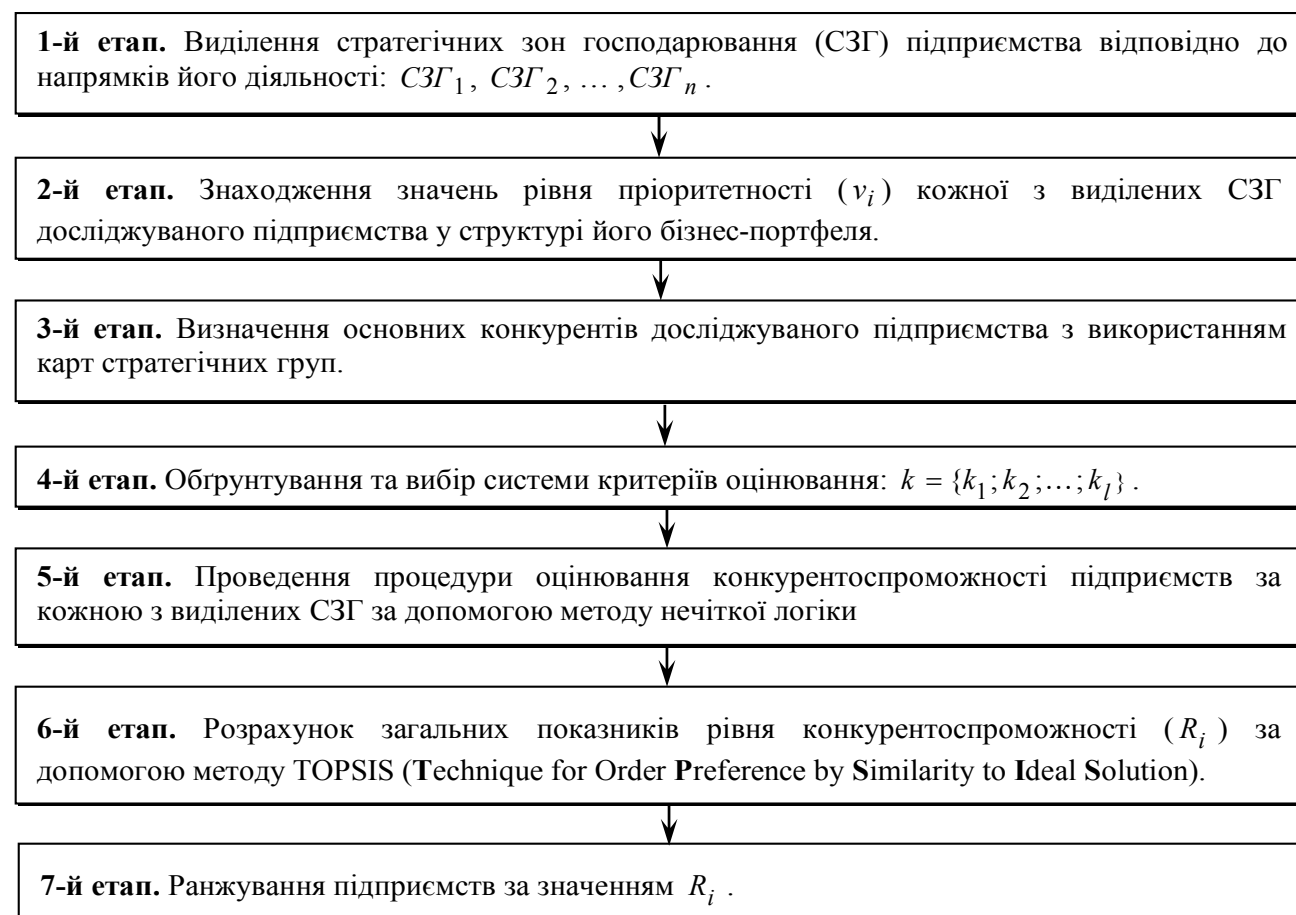 1-й етап. Виділення стратегічних зон господарювання (СЗГ) підприємства відповідно до
напрямків його діяльності: СЗГ1, СЗГ2, … ,СЗГn .
2-й етап. Знаходження значень рівня пріоритетності (vi) кожної з виділених СЗГ
досліджуваного підприємства у структурі його бізнес-портфеля.
3-й етап. Визначення основних конкурентів досліджуваного підприємства з використанням
карт стратегічних груп.
4-й етап. Обґрунтування та вибір системи критеріїв оцінювання: k = {k1;k2;…;kl} .
5-й етап. Проведення процедури оцінювання конкурентоспроможності підприємств за
кожною з виділених СЗГ за допомогою методу нечіткої логіки
6-й етап. Розрахунок загальних показників рівня конкурентоспроможності (Ri) за
допомогою методу TOPSIS (Technique for Order Preference by Similarity to Ideal Solution).
7-й етап. Ранжування підприємств за значенням Ri .